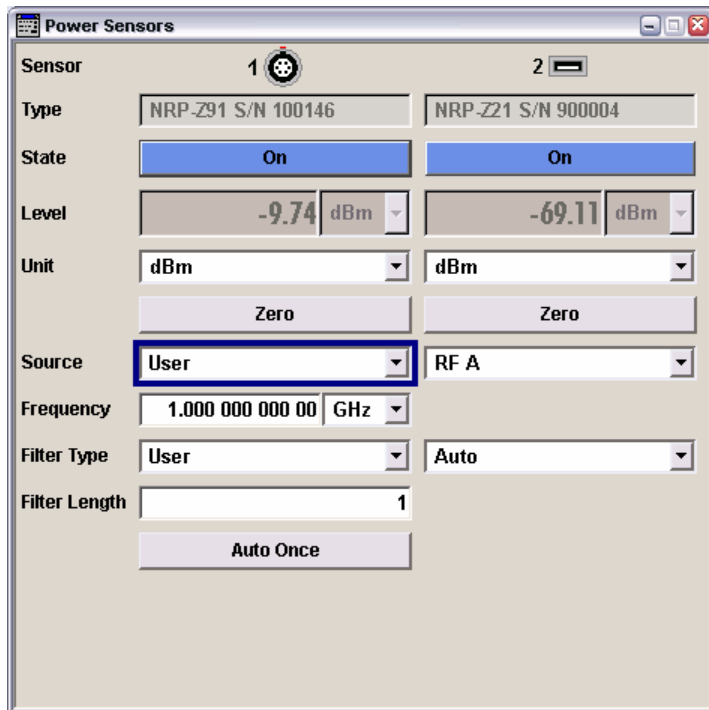 Power Sensors
Sensor 1 2
Type NRP-Z91 S/N 100146 NRP-Z21 S/N 900004
State On On
Level -9.74 dBm -69.11 dBm
Unit dBm dBm
Zero Zero
Source User RF A
Frequency 1.000 000 000 00 GHz
Filter Type User Auto
Filter Length 1
Auto Once